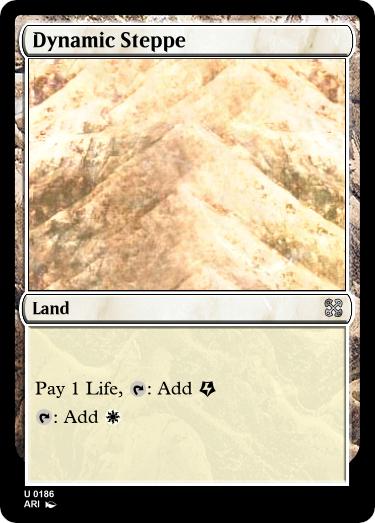 Dynamic Steppe
Land
Pay 1 Life, : Add
: Add
U 0186
ARI